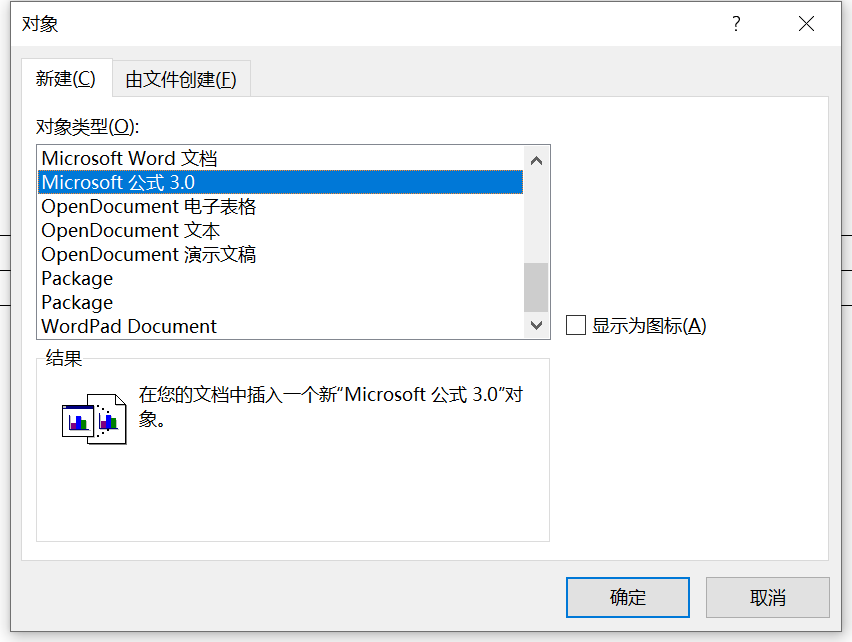 对象
?
新建(C)
由文件创建(F)
对象类型(O):
Microsoft Word 文档
Microsoft 公式 3.0
OpenDocument 电子表格
OpenDocument 文本
OpenDocument 演示文稿
Package
Package
WordPad Document
显示为图标(A)
结果
在您的文档中插入一个新“Microsoft 公式 3.0”对
象。
确定
取消